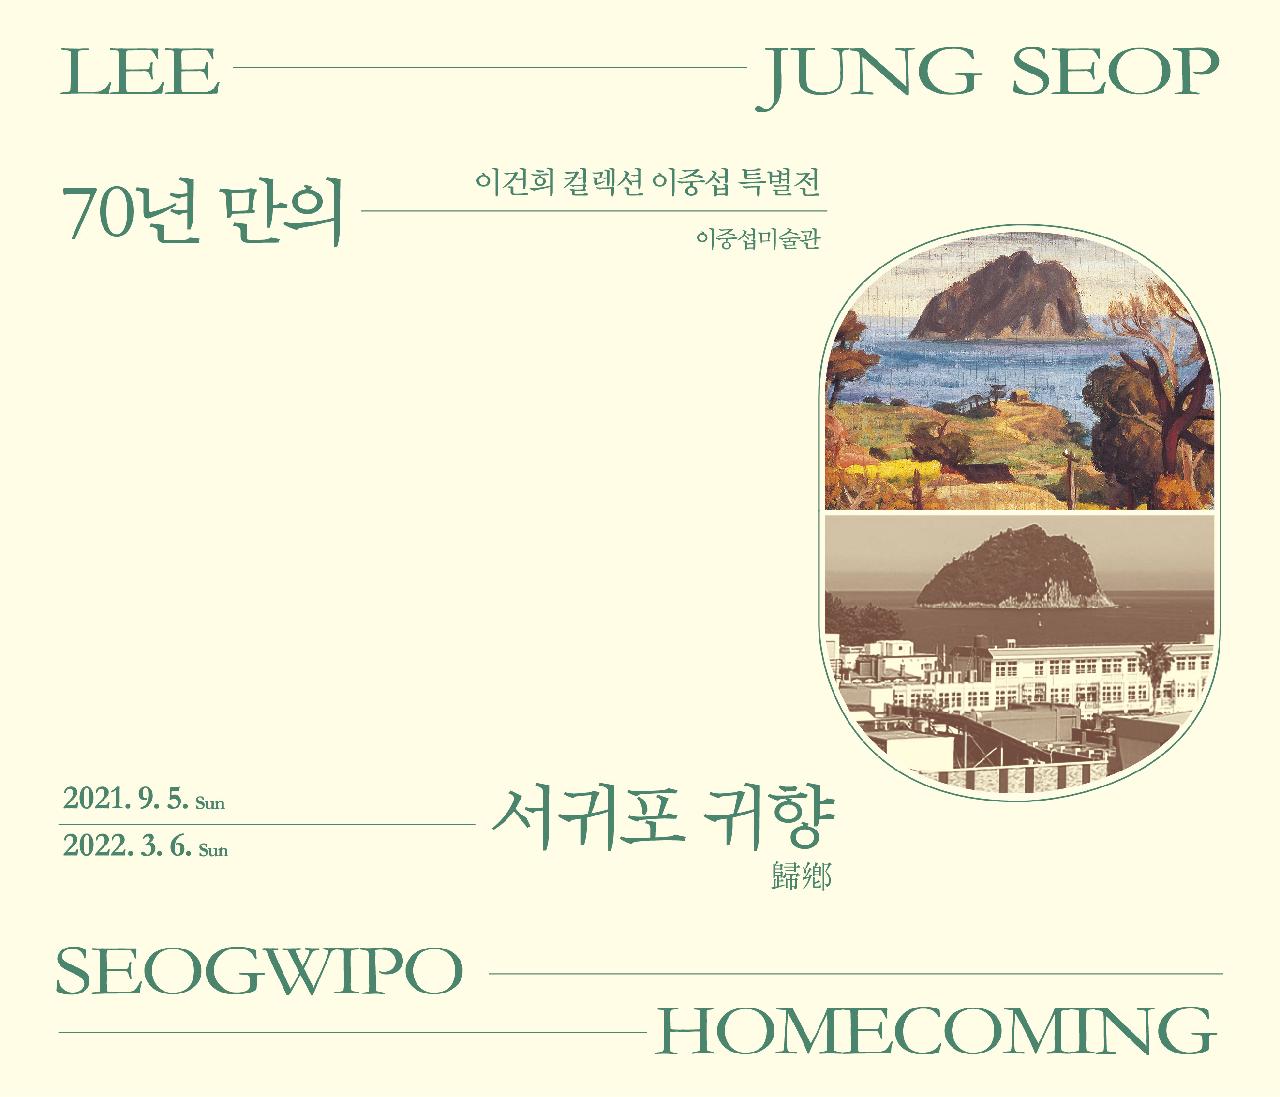 LEE JUNG SEOP
70년 만의
이건희 컬렉션 이중섭 특별전
이중섭미술관
2021. 9. 5. Sun
2022. 3. 6. Sun
서귀포 귀향
歸鄕
SEOGWIPO
HOMECOMING